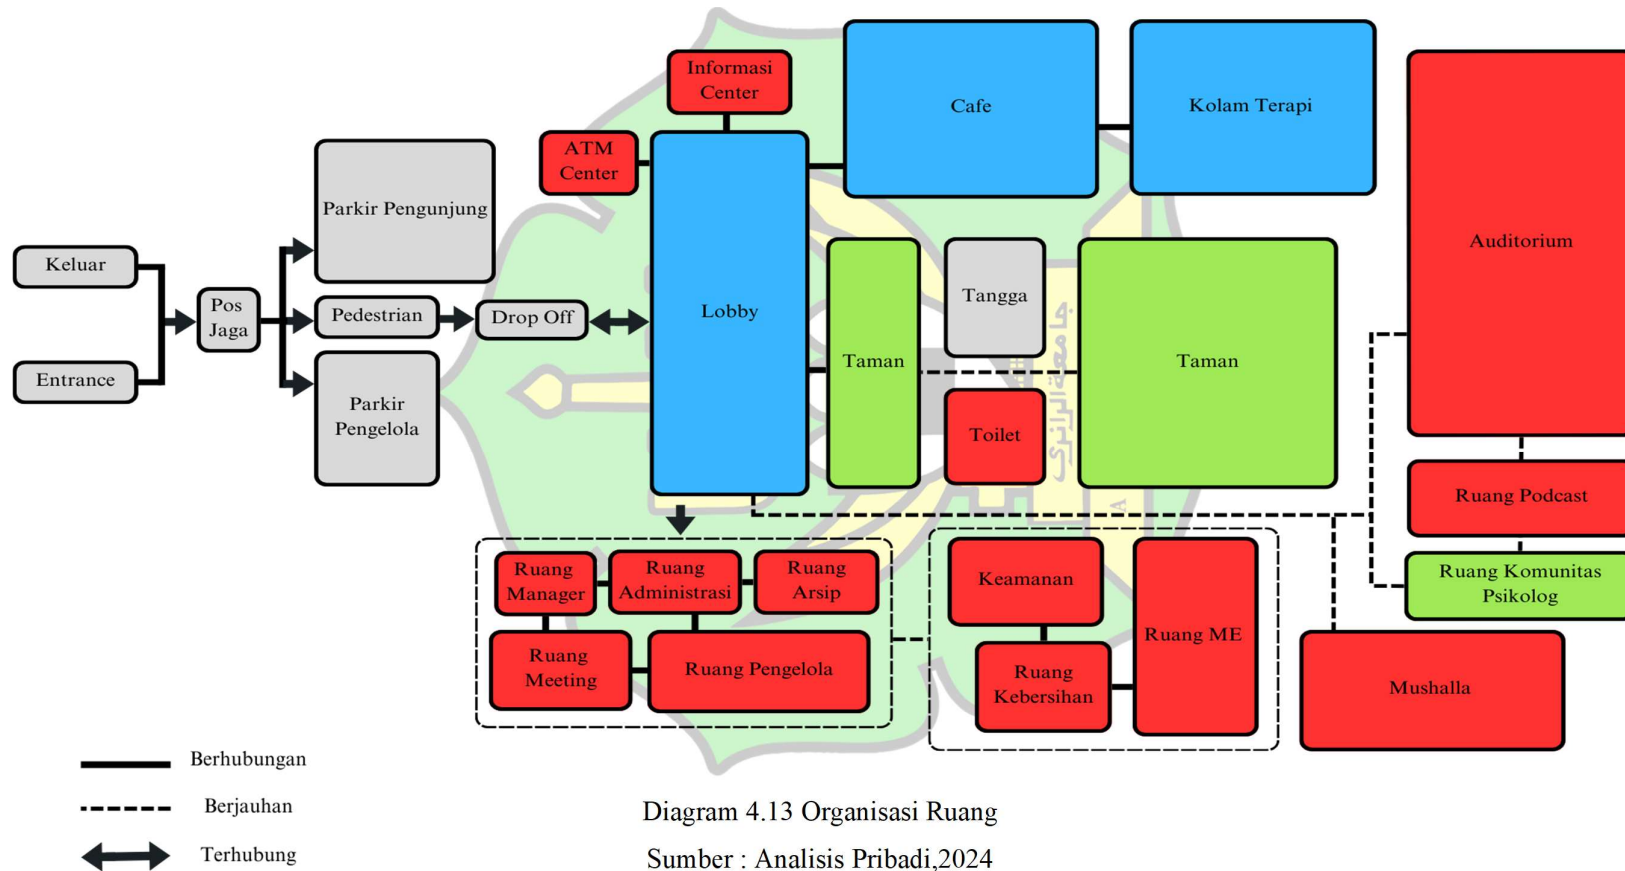 Informasi
Center
ATM
Center
Cafe
Kolam Terapi
Auditorium
Parkir Pengunjung
Keluar
Pos
Jaga
Pedestrian
Drop Off
Lobby
Tangga
Taman
Taman
Entrance
Parkir
Pengelola
Toilet
جامعة الرانري
A
Ruang Podcast
Ruang
Manager
Ruang
Administrasi
Ruang
Arsip
Keamanan
Ruang Komunitas
Psikolog
Ruang ME
Ruang
Meeting
Ruang Pengelola
Ruang
Kebersihan
Mushalla
Berhubungan
Berjauhan
Terhubung
Diagram 4.13 Organisasi Ruang
Sumber : Analisis Pribadi,2024